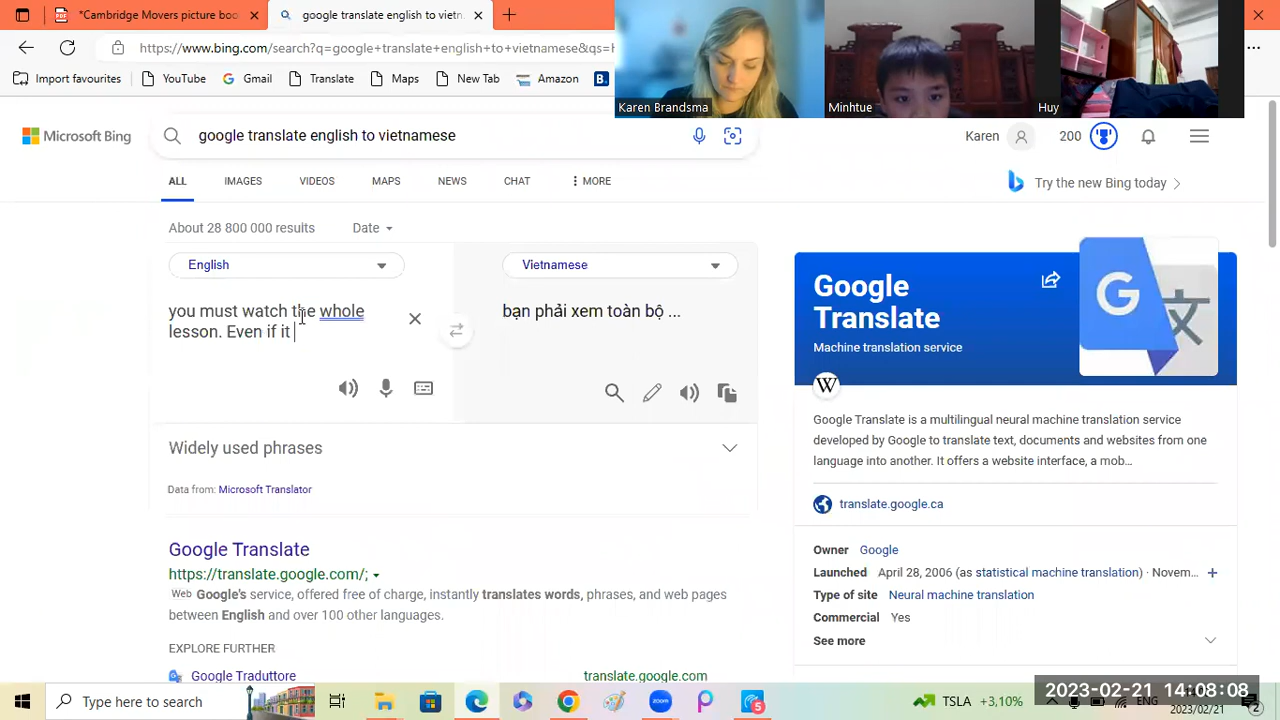 "Cambridge
google translate english to vietn
https://www.bing.com/search?q=google+translate+english+to+vietnamese&qs=
Import favourites
YouTube
Gmail
Translate
Maps
New Tab
Amazon
B.
Karen Brandsma
Minhtue
Huy
Microsoft Bing
google translate english to vietnamese
Karen
200
ALL
IMAGES
VIDEOS
MAPS
NEWS
CHAT
MORE
Try the new Bing today
About 28 800 000 results
Date
English
Vietnamese
you must watch the whole
lesson. Even if it
bạn phải xem toàn bộ ...
Widely used phrases
Data from: Microsoft Translator
Google Translate
https://translate.google.com/;
Web Google's service, offered free of charge, instantly translates words, phrases, and web pages
between English and over 100 other languages.
EXPLORE FURTHER
Google Traduttore
translate.google.com
Google
Translate
Machine translation service
Google Translate is a multilingual neural machine translation service
developed by Google to translate text, documents and websites from one
language into another. It offers a website interface, a mob...
translate.google.ca
Owner Google
Launched April 28, 2006 (as statistical machine translation) · Novem...
Type of site Neural machine translation
Commercial Yes
See more
Type here to search
5
TSLA +3,10%
ENG
2023-02-21 14:08:08
2023/02/21
2